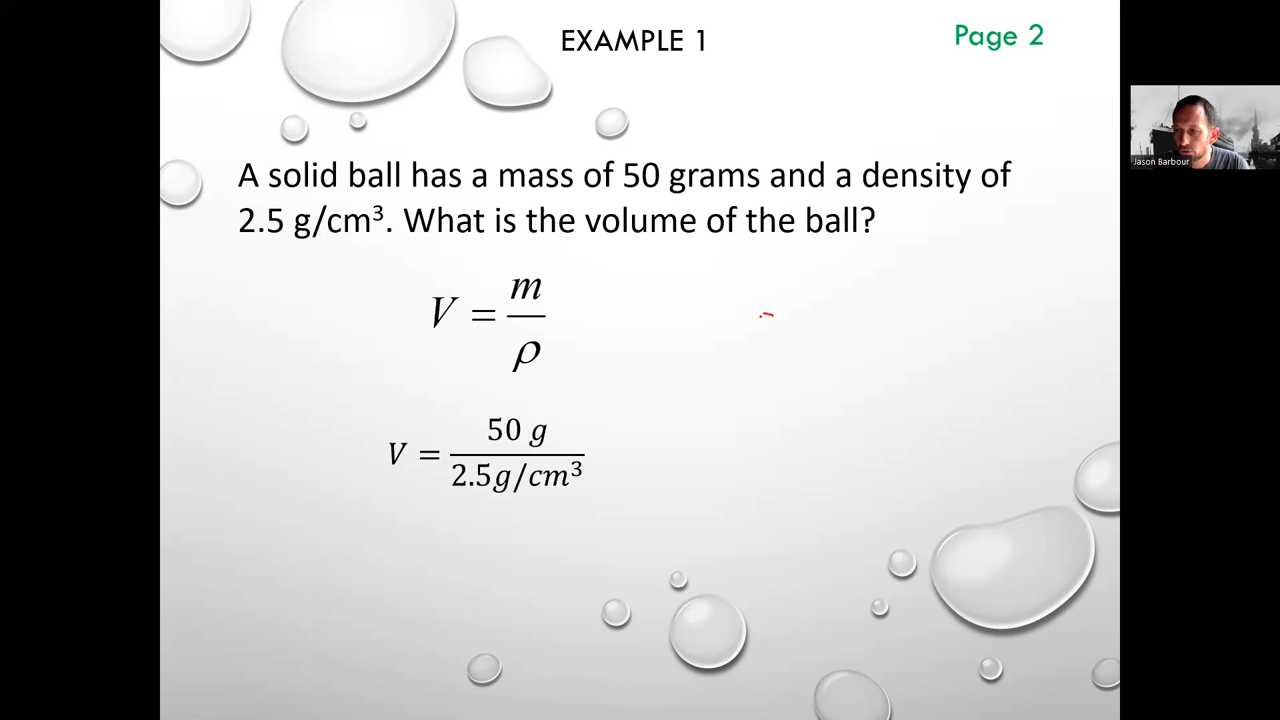 EXAMPLE 1
Page 2
A solid ball has a mass of 50 grams and a density of
2.5 g/cm³. What is the volume of the ball?
V = m/ρ
V = 50 g/2.5g/cm³
Jason Barbour